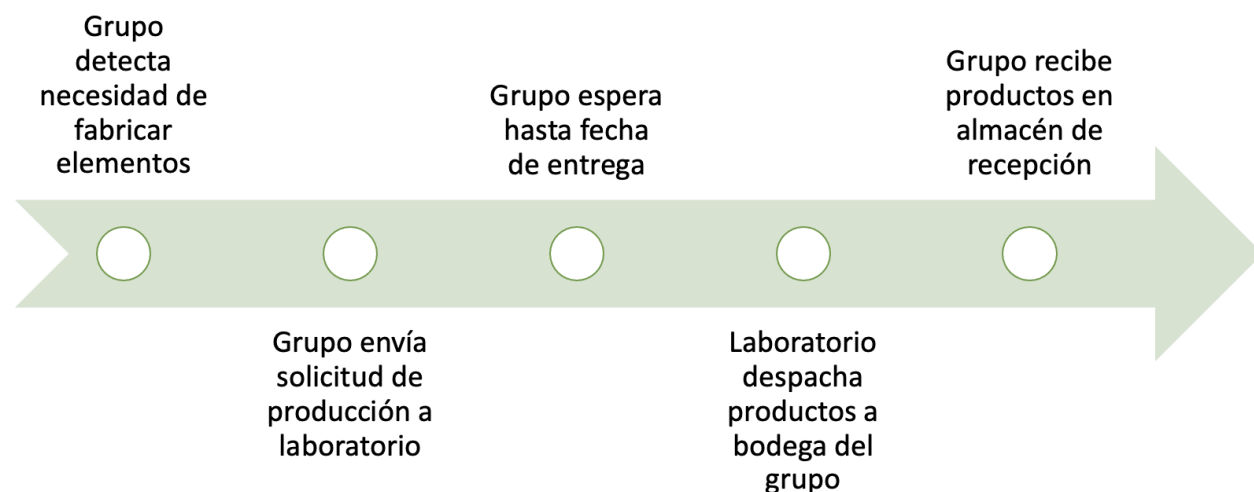 Grupo
detecta
necesidad de
fabricar
elementos
Grupo envía
solicitud de
producción a
laboratorio
Grupo espera
hasta fecha
de entrega
Laboratorio
despacha
productos a
bodega del
grupo
Grupo recibe
productos en
almacén de
recepción